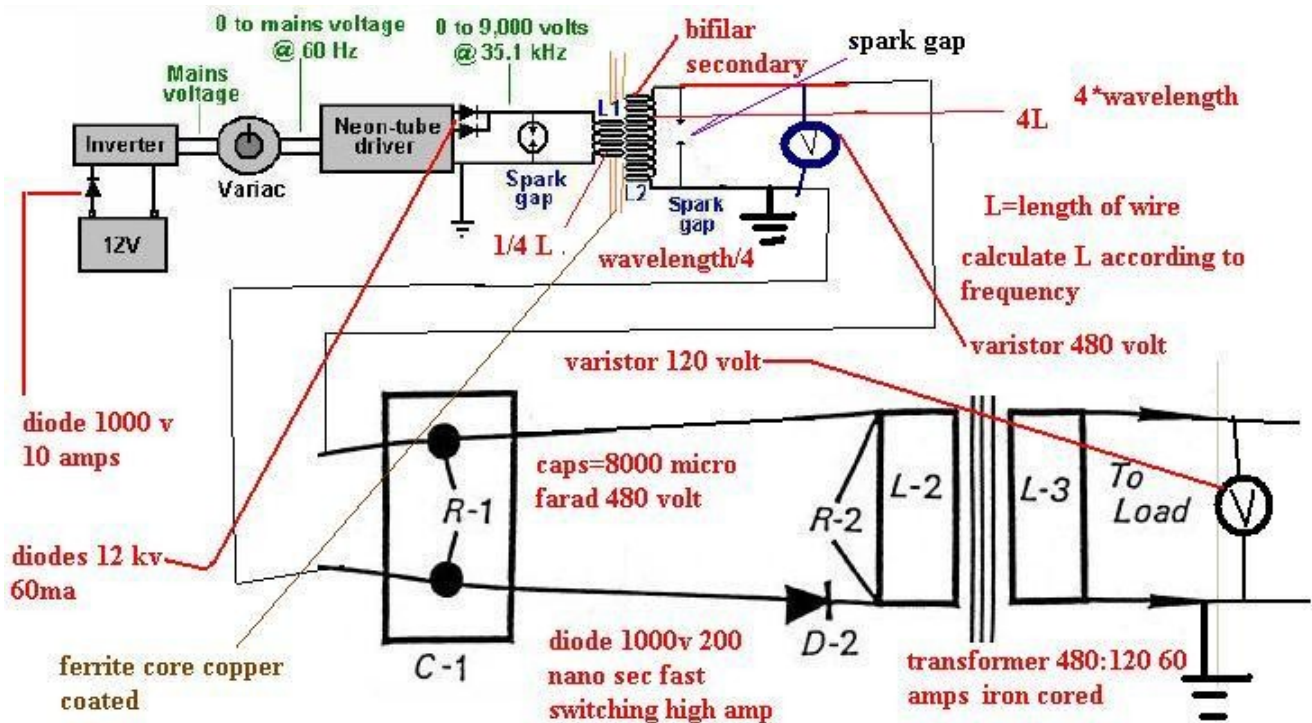 0 to mains voltage
@ 60 Hz
0 to 9,000 volts
@ 35.1 kHz
bifilar
secondary
spark gap
Mains
voltage
L1
4L
4*wavelength
Inverter
Variac
Neon-tube
driver
Spark
gap
V
L2
Spark
gap
12V
1/4 L .
wavelength/4
L=length of wire
calculate L according to
frequency
varistor 480 volt
varistor 120 volt
diode 1000 v
10 amps
caps=8000 micro
farad 480 volt
R-1
L-2
R-2
L-3
To
Load
V
diodes 12 kv
60ma
C-1
D-2
ferrite core copper
coated
diode 1000v 200
nano sec fast
switching high amp
transformer 480:120 60
amps iron cored